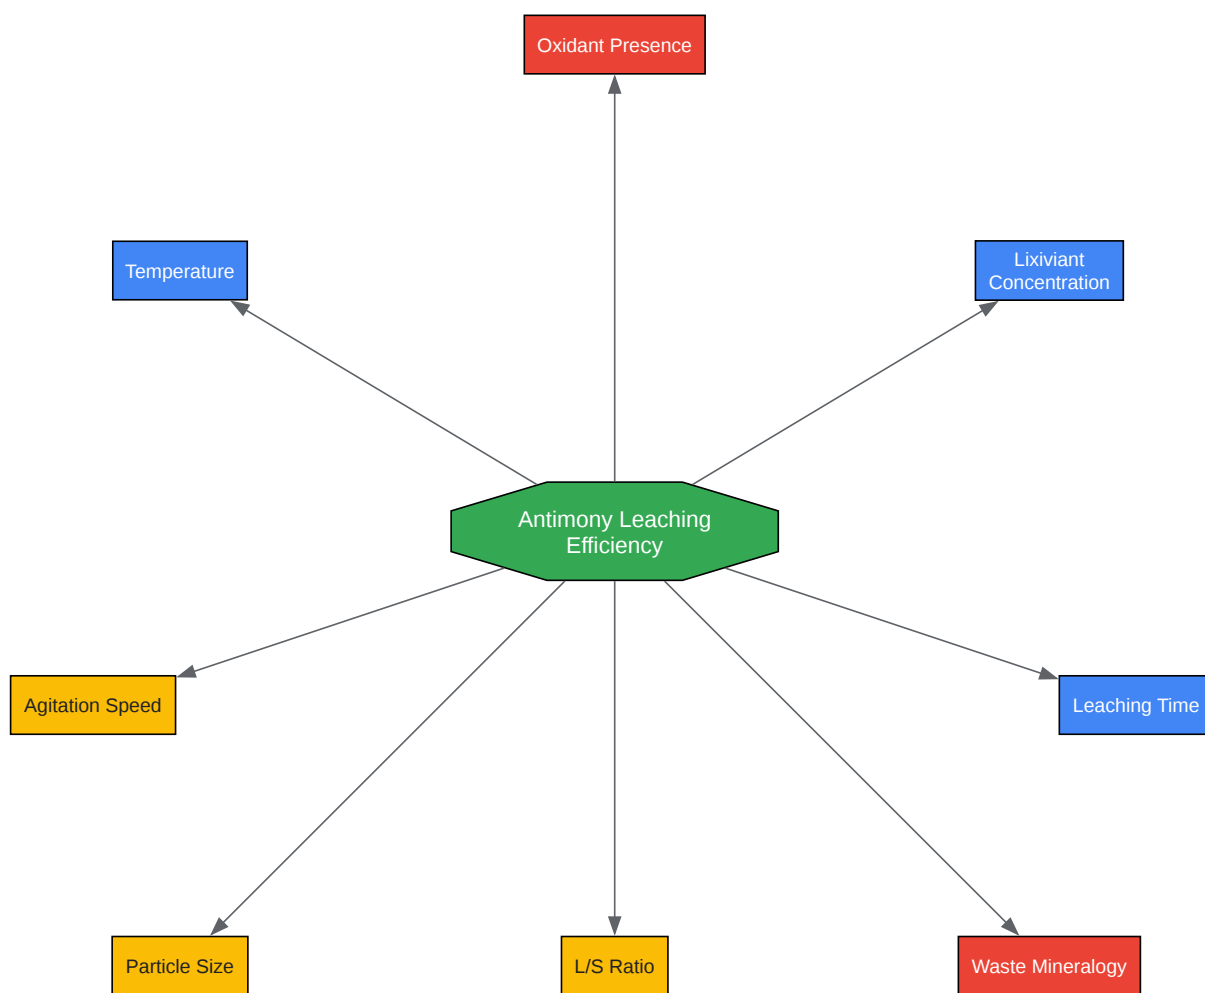 Oxidant Presence
Temperature
Lixiviant
Concentration
Antimony Leaching
Efficiency
Agitation Speed
Leaching Time
Particle Size
L/S Ratio
Waste Mineralogy